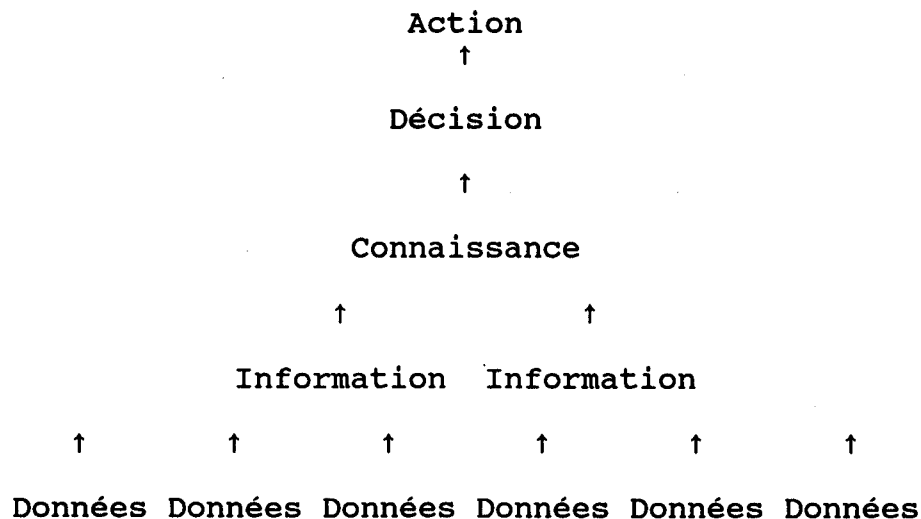 Action
↑
Décision
↑
Connaissance
↑ ↑
Information Information
↑ ↑ ↑ ↑ ↑ ↑
Données Données Données Données Données Données